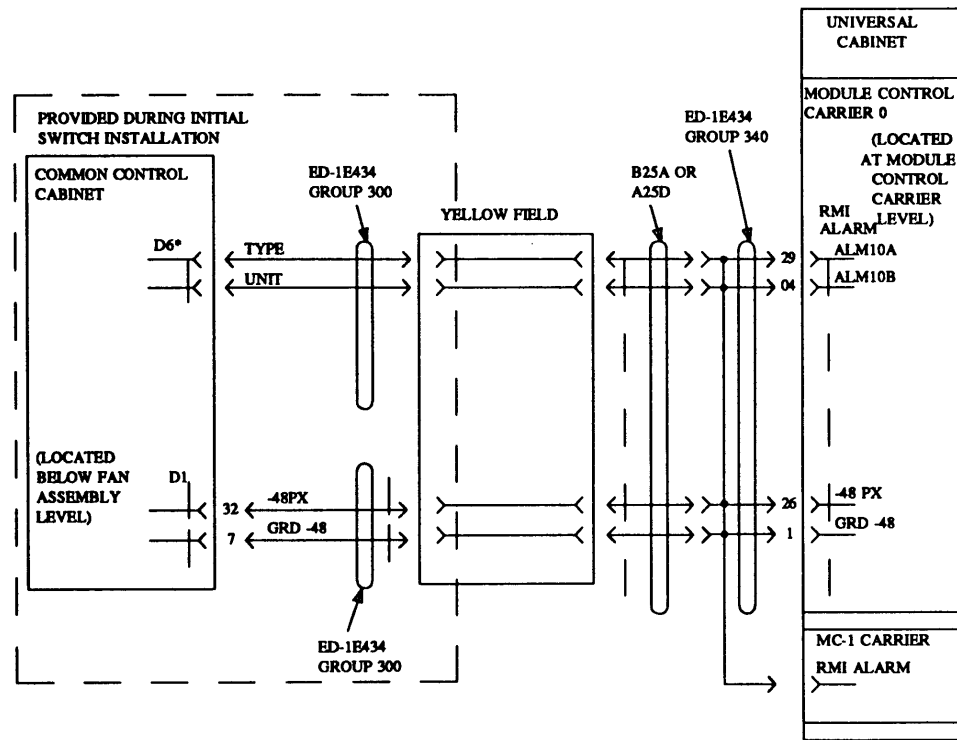 UNIVERSAL
CABINET
PROVIDED DURING INITIAL
SWITCH INSTALLATION
COMMON CONTROL
CABINET
ED-1E434
GROUP 300
YELLOW FIELD
B25A OR
A25D
ED-1E434
GROUP 340
MODULE CONTROL
CARRIER 0
(LOCATED
AT MODULE
CONTROL
CARRIER
LEVEL)
RMI
ALARM
D6*
TYPE
29
ALM10A
UNIT
04
ALM10B
(LOCATED
BELOW FAN
ASSEMBLY
LEVEL)
D1
32
-48PX
26
-48 PX
7
GRD -48
1
GRD -48
ED-1E434
GROUP 300
MC-1 CARRIER
RMI ALARM